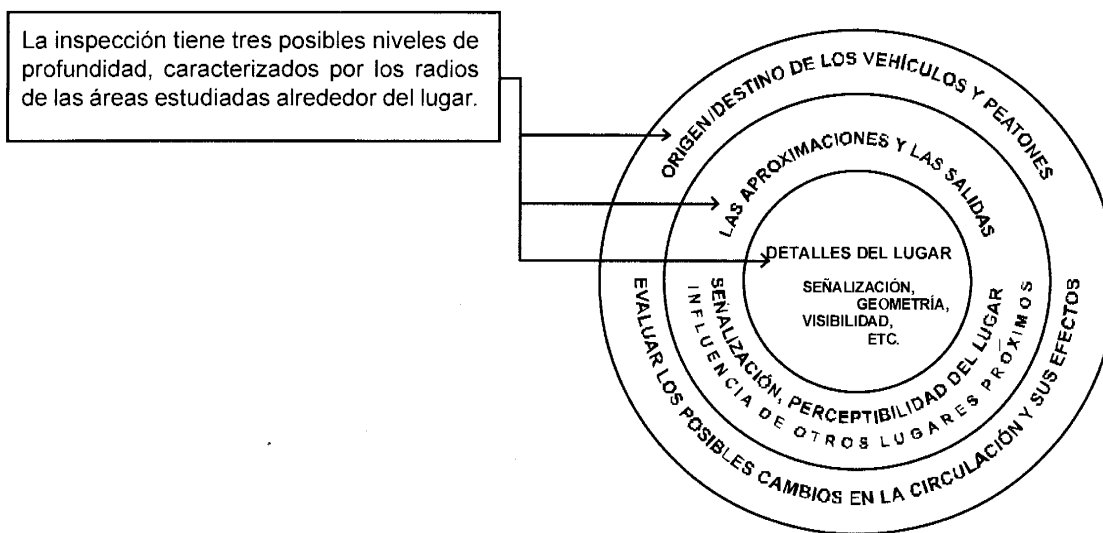 La inspección tiene tres posibles niveles de
profundidad, caracterizados por los radios
de las áreas estudiadas alrededor del lugar.
ORIGEN/DESTINO DE LOS VEHÍCULOS Y PEATONES
LAS APROXIMACIONES Y LAS SALIDAS
DETALLES DEL LUGAR
SEÑALIZACIÓN,
GEOMETRÍA,
VISIBILIDAD,
ETC.
SEÑALIZACIÓN, PERCEPTIBILIDAD DEL LUGAR
INFLUENCIA DE OTROS LUGARES PRÓXIMOS
EVALUAR LOS POSIBLES CAMBIOS EN LA CIRCULACIÓN Y SUS EFECTOS